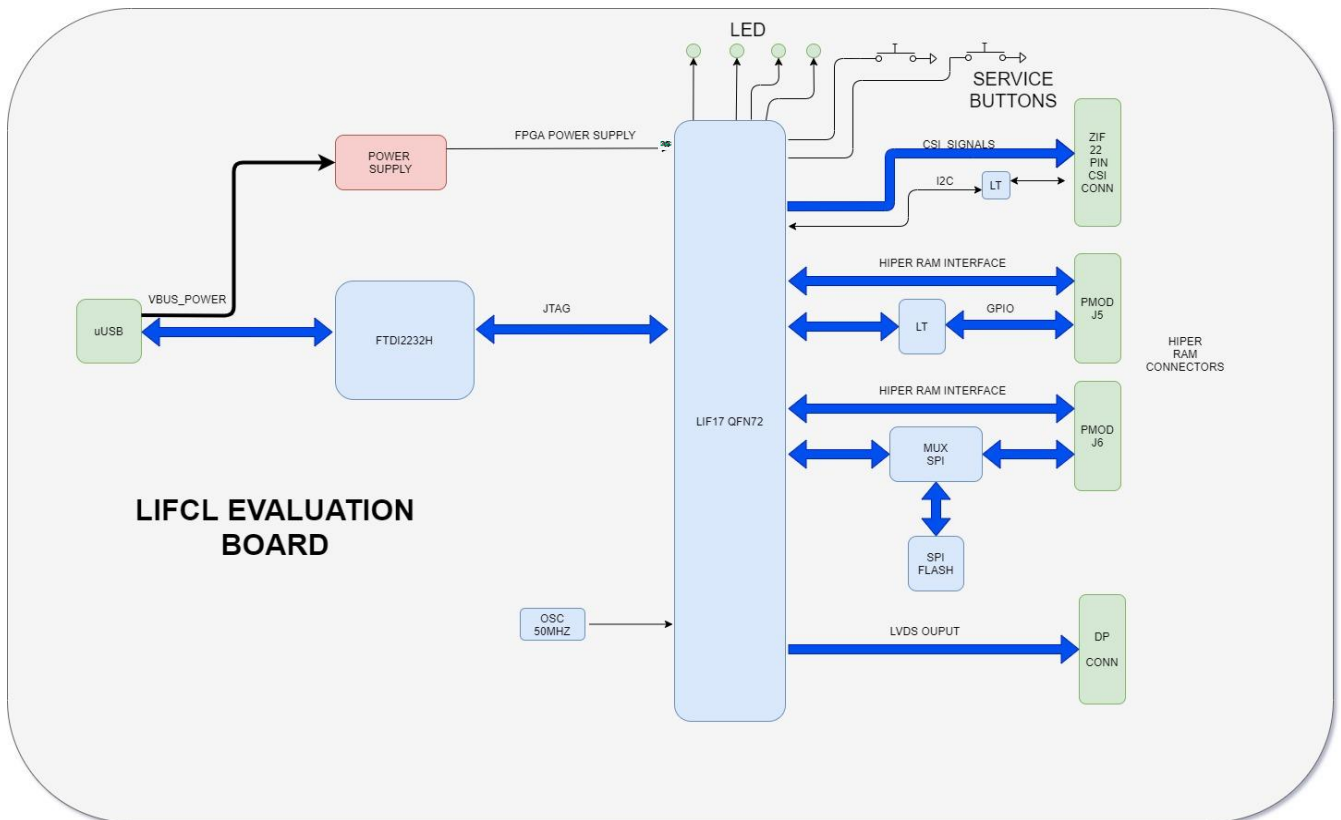 LED
SERVICE
BUTTONS
FPGA POWER SUPPLY
POWER
SUPPLY
CSI_SIGNALS
ZIF
22
PIN
CSI
CONN
I2C
LT
VBUS_POWER
uUSB
FTDI2232H
JTAG
LIF17 QFN72
HIPER RAM INTERFACE
LT
GPIO
PMOD
J5
HIPER
RAM
CONNECTORS
HIPER RAM INTERFACE
MUX
SPI
PMOD
J6
SPI
FLASH
LIFCL EVALUATION
BOARD
OSC
50MHZ
LVDS OUPUT
DP
CONN